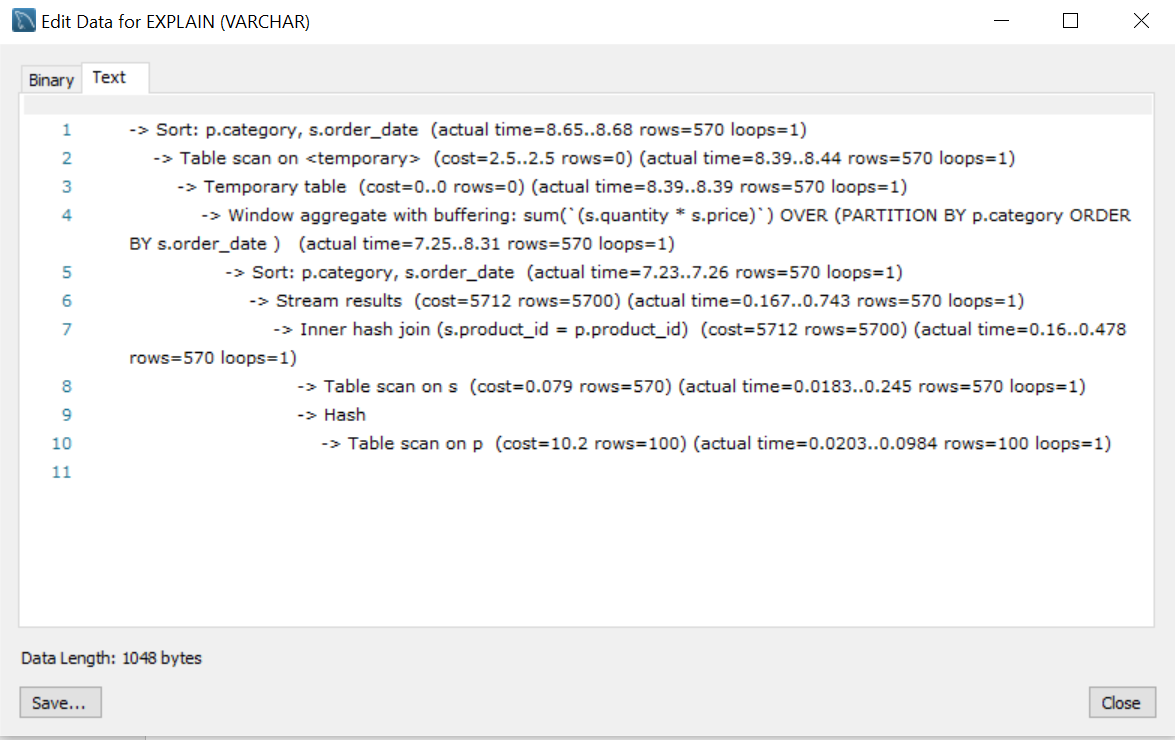 Edit Data for EXPLAIN (VARCHAR)
Binary
Text
1 -> Sort: p.category, s.order_date  (actual time=8.65..8.68 rows=570 loops=1)
2 -> Table scan on <temporary>  (cost=2.5..2.5 rows=0) (actual time=8.39..8.44 rows=570 loops=1)
3 -> Temporary table  (cost=0..0 rows=0) (actual time=8.39..8.39 rows=570 loops=1)
4 -> Window aggregate with buffering: sum(`(s.quantity * s.price)`) OVER (PARTITION BY p.category ORDER
BY s.order_date )   (actual time=7.25..8.31 rows=570 loops=1)
5 -> Sort: p.category, s.order_date  (actual time=7.23..7.26 rows=570 loops=1)
6 -> Stream results  (cost=5712 rows=5700) (actual time=0.167..0.743 rows=570 loops=1)
7 -> Inner hash join (s.product_id = p.product_id)  (cost=5712 rows=5700) (actual time=0.16..0.478
rows=570 loops=1)
8 -> Table scan on s  (cost=0.079 rows=570) (actual time=0.0183..0.245 rows=570 loops=1)
9 -> Hash
10 -> Table scan on p  (cost=10.2 rows=100) (actual time=0.0203..0.0984 rows=100 loops=1)
11
Data Length: 1048 bytes
Save...
Close